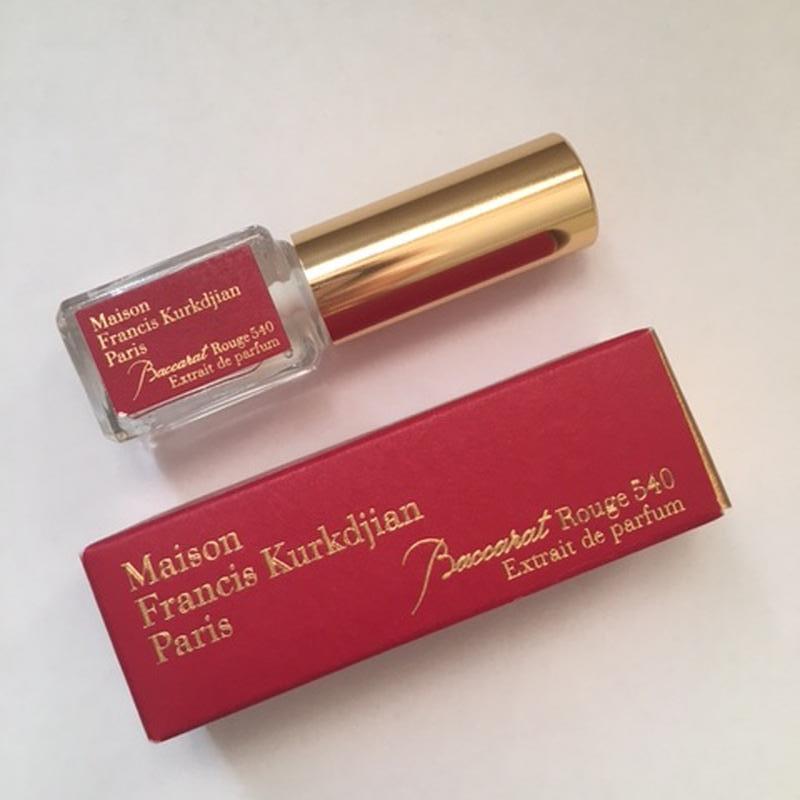 Maison
Francis Kurkdjian
Paris
Baccarat Rouge 540
Extrait de parfum
Maison
Francis Kurkdjian
Paris
Baccarat Rouge 540
Extrait de parfum